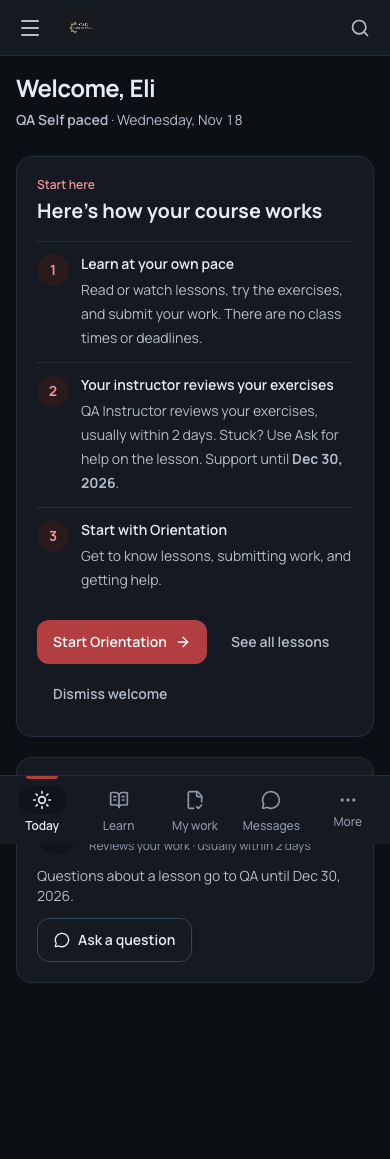 Welcome, Eli
QA Self paced · Wednesday, Nov 18
Start here
Here's how your course works
1
Learn at your own pace
Read or watch lessons, try the exercises,
and submit your work. There are no class
times or deadlines.
2
Your instructor reviews your exercises
QA Instructor reviews your exercises,
usually within 2 days. Stuck? Use Ask for
help on the lesson. Support until Dec 30,
2026.
3
Start with Orientation
Get to know lessons, submitting work, and
getting help.
Start Orientation
See all lessons
Dismiss welcome
Today
Learn
My work
Messages
More
Reviews your work · usually within 2 days
Questions about a lesson go to QA until Dec 30,
2026.
Ask a question